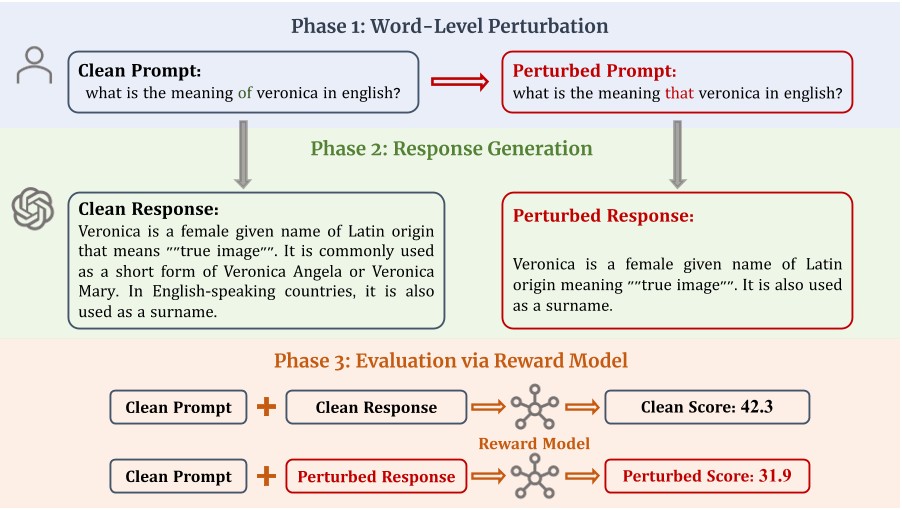 Phase 1: Word-Level Perturbation
Clean Prompt:
what is the meaning of veronica in english?
Perturbed Prompt:
what is the meaning that veronica in english?
Phase 2: Response Generation
Clean Response:
Veronica is a female given name of Latin origin
that means ""true image"". It is commonly used
as a short form of Veronica Angela or Veronica
Mary. In English-speaking countries, it is also
used as a surname.
Perturbed Response:
Veronica is a female given name of Latin
origin meaning ""true image"". It is also used
as a surname.
Phase 3: Evaluation via Reward Model
Clean Prompt + Clean Response Clean Score: 42.3
Reward Model
Clean Prompt + Perturbed Response Perturbed Score: 31.9